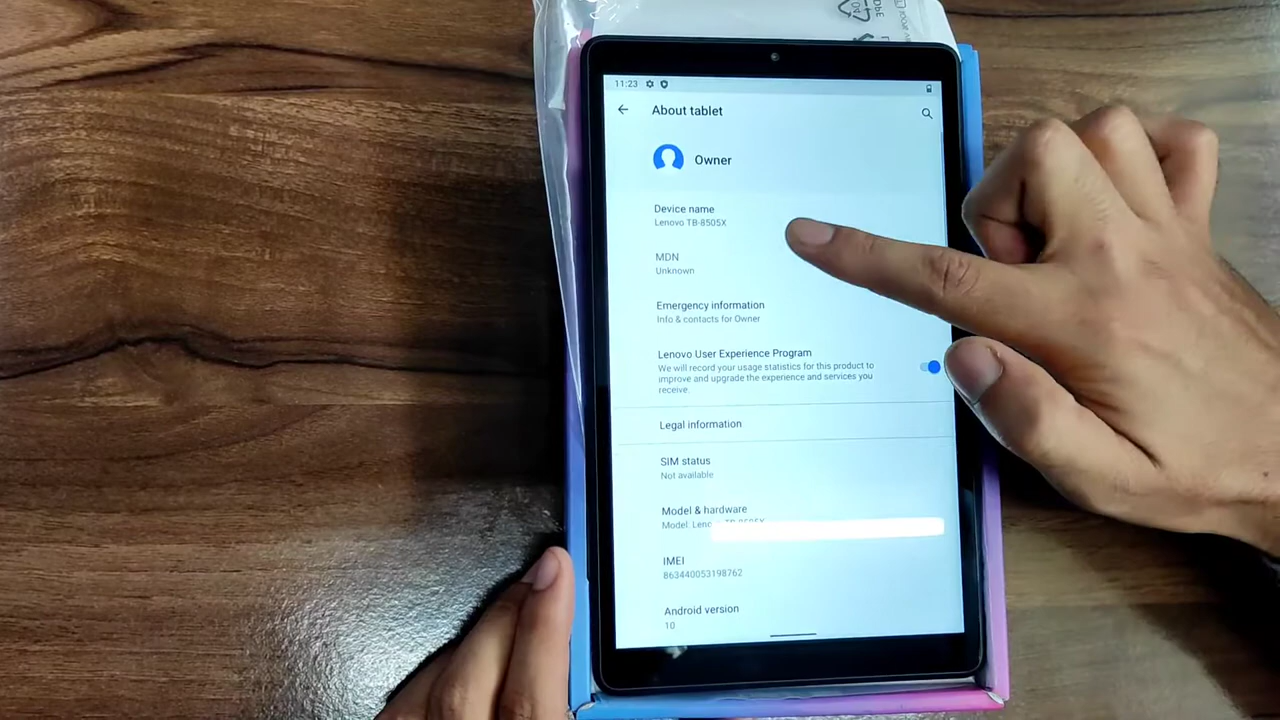 11:23
About tablet
Owner
Device name
Lenovo TB-8505X
MDN
Unknown
Emergency information
Info & contacts for Owner
Lenovo User Experience Program
We will record your usage statistics for this product to
improve and upgrade the experience and services you
receive.
Legal information
SIM status
Not available
Model & hardware
Model: Leno
IMEI
863440053198762
Android version
10